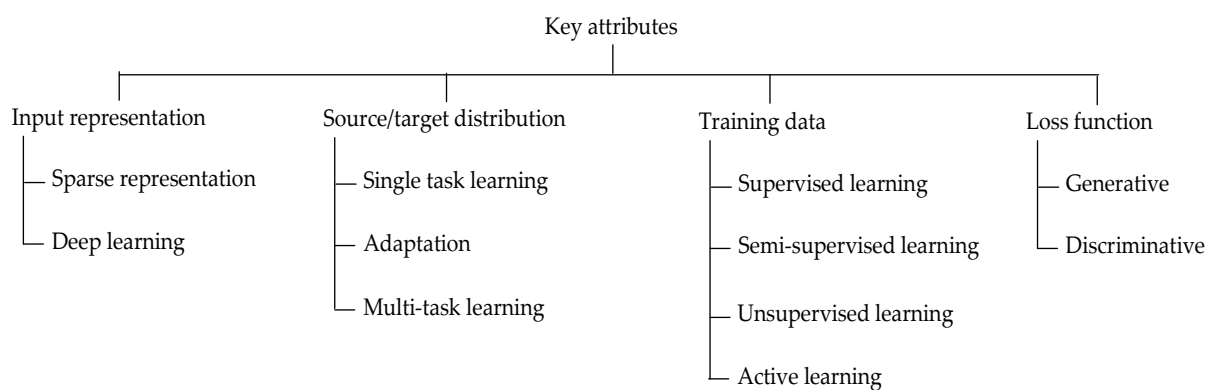 Key attributes
Input representation
Sparse representation
Deep learning
Source/target distribution
Single task learning
Adaptation
Multi-task learning
Training data
Supervised learning
Semi-supervised learning
Unsupervised learning
Active learning
Loss function
Generative
Discriminative